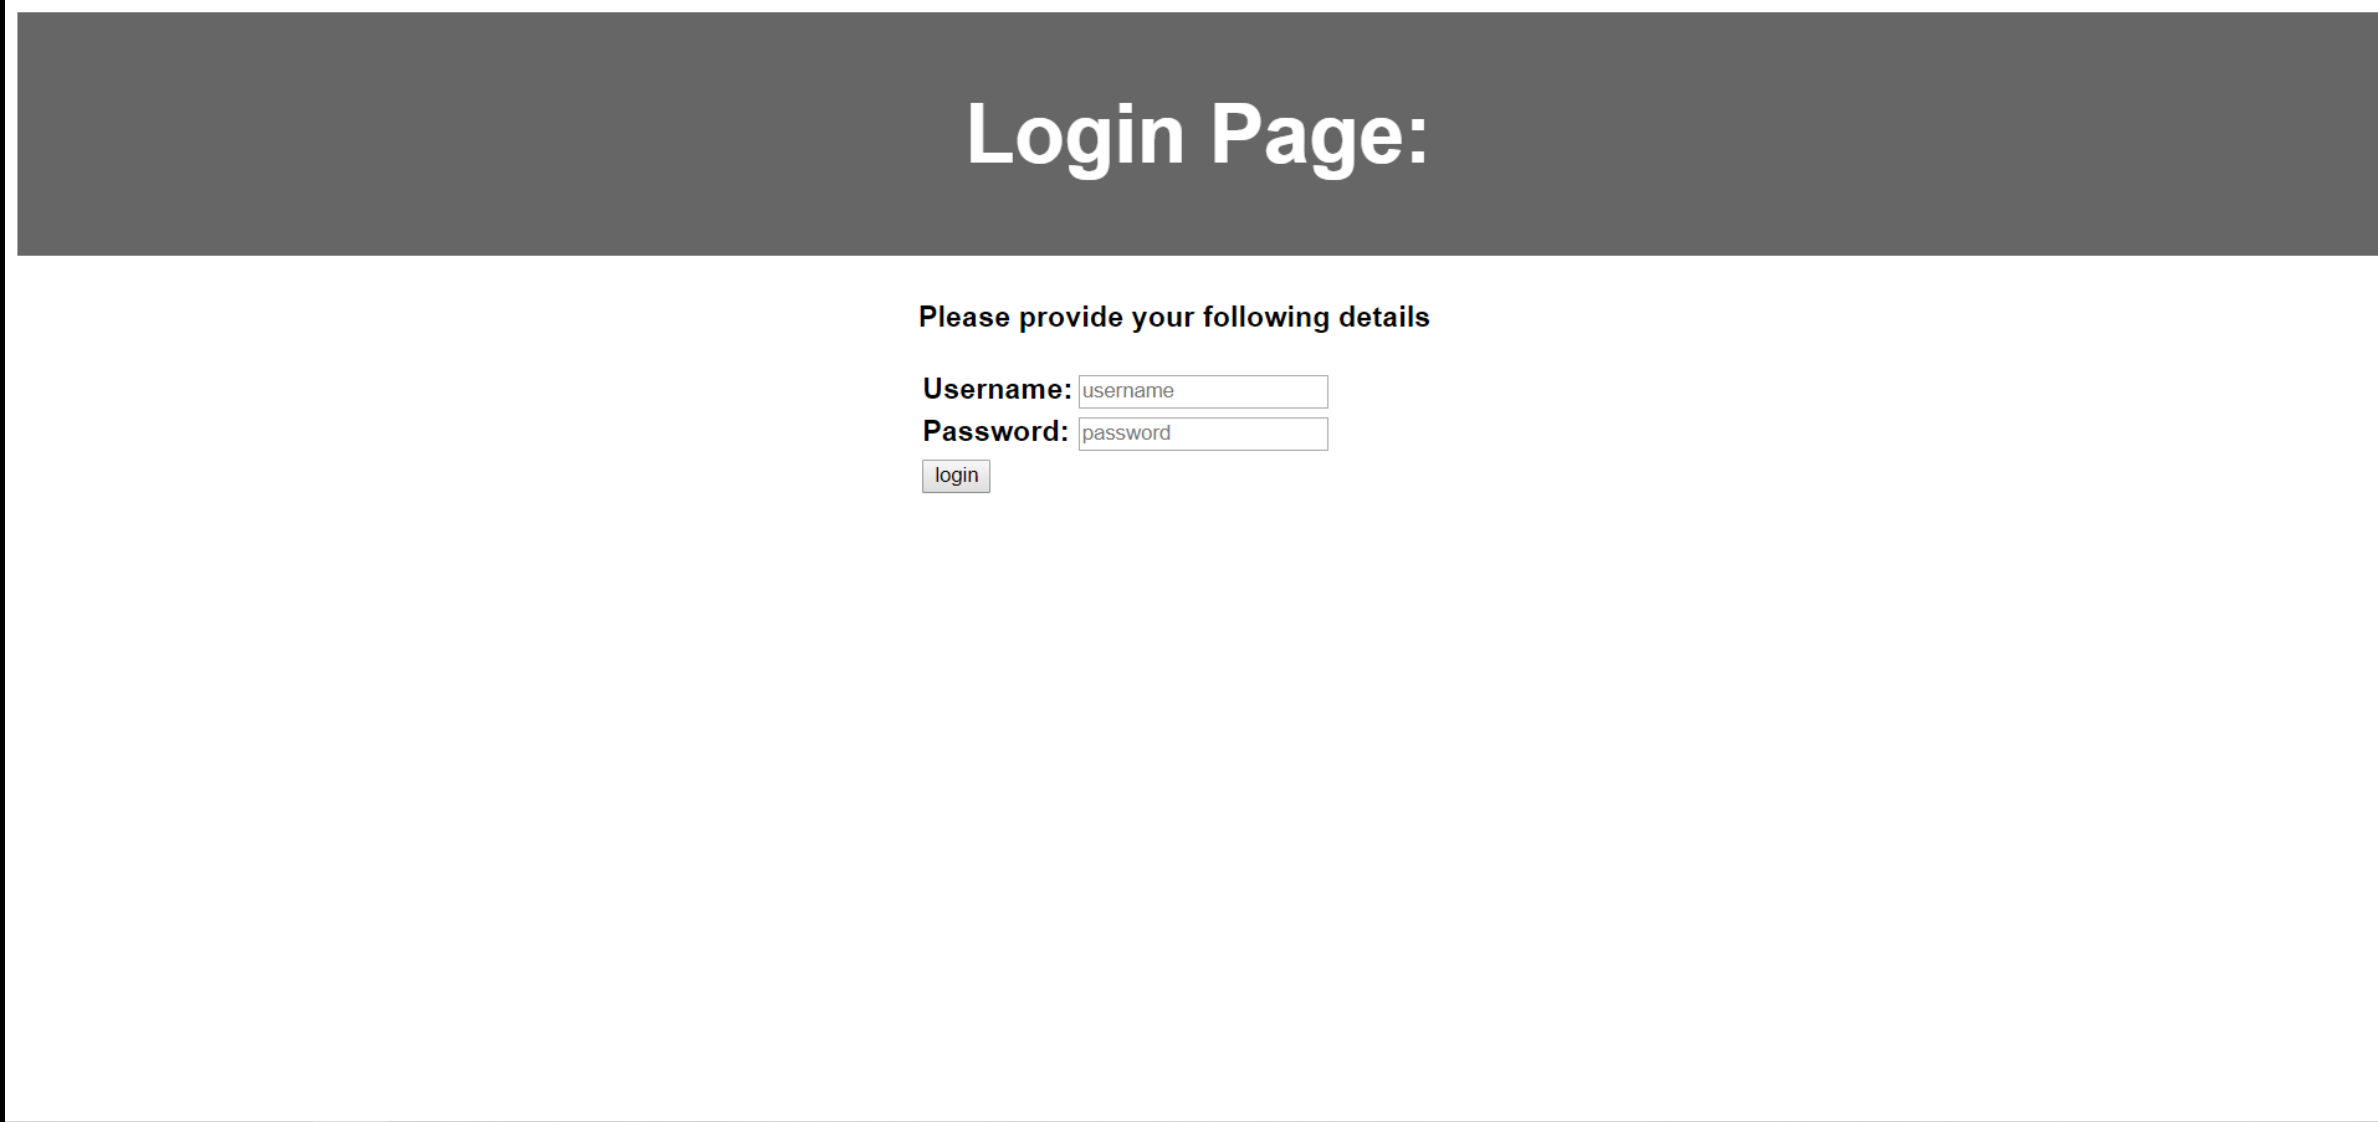 Login Page:
Please provide your following details
Username: username
Password: password
login